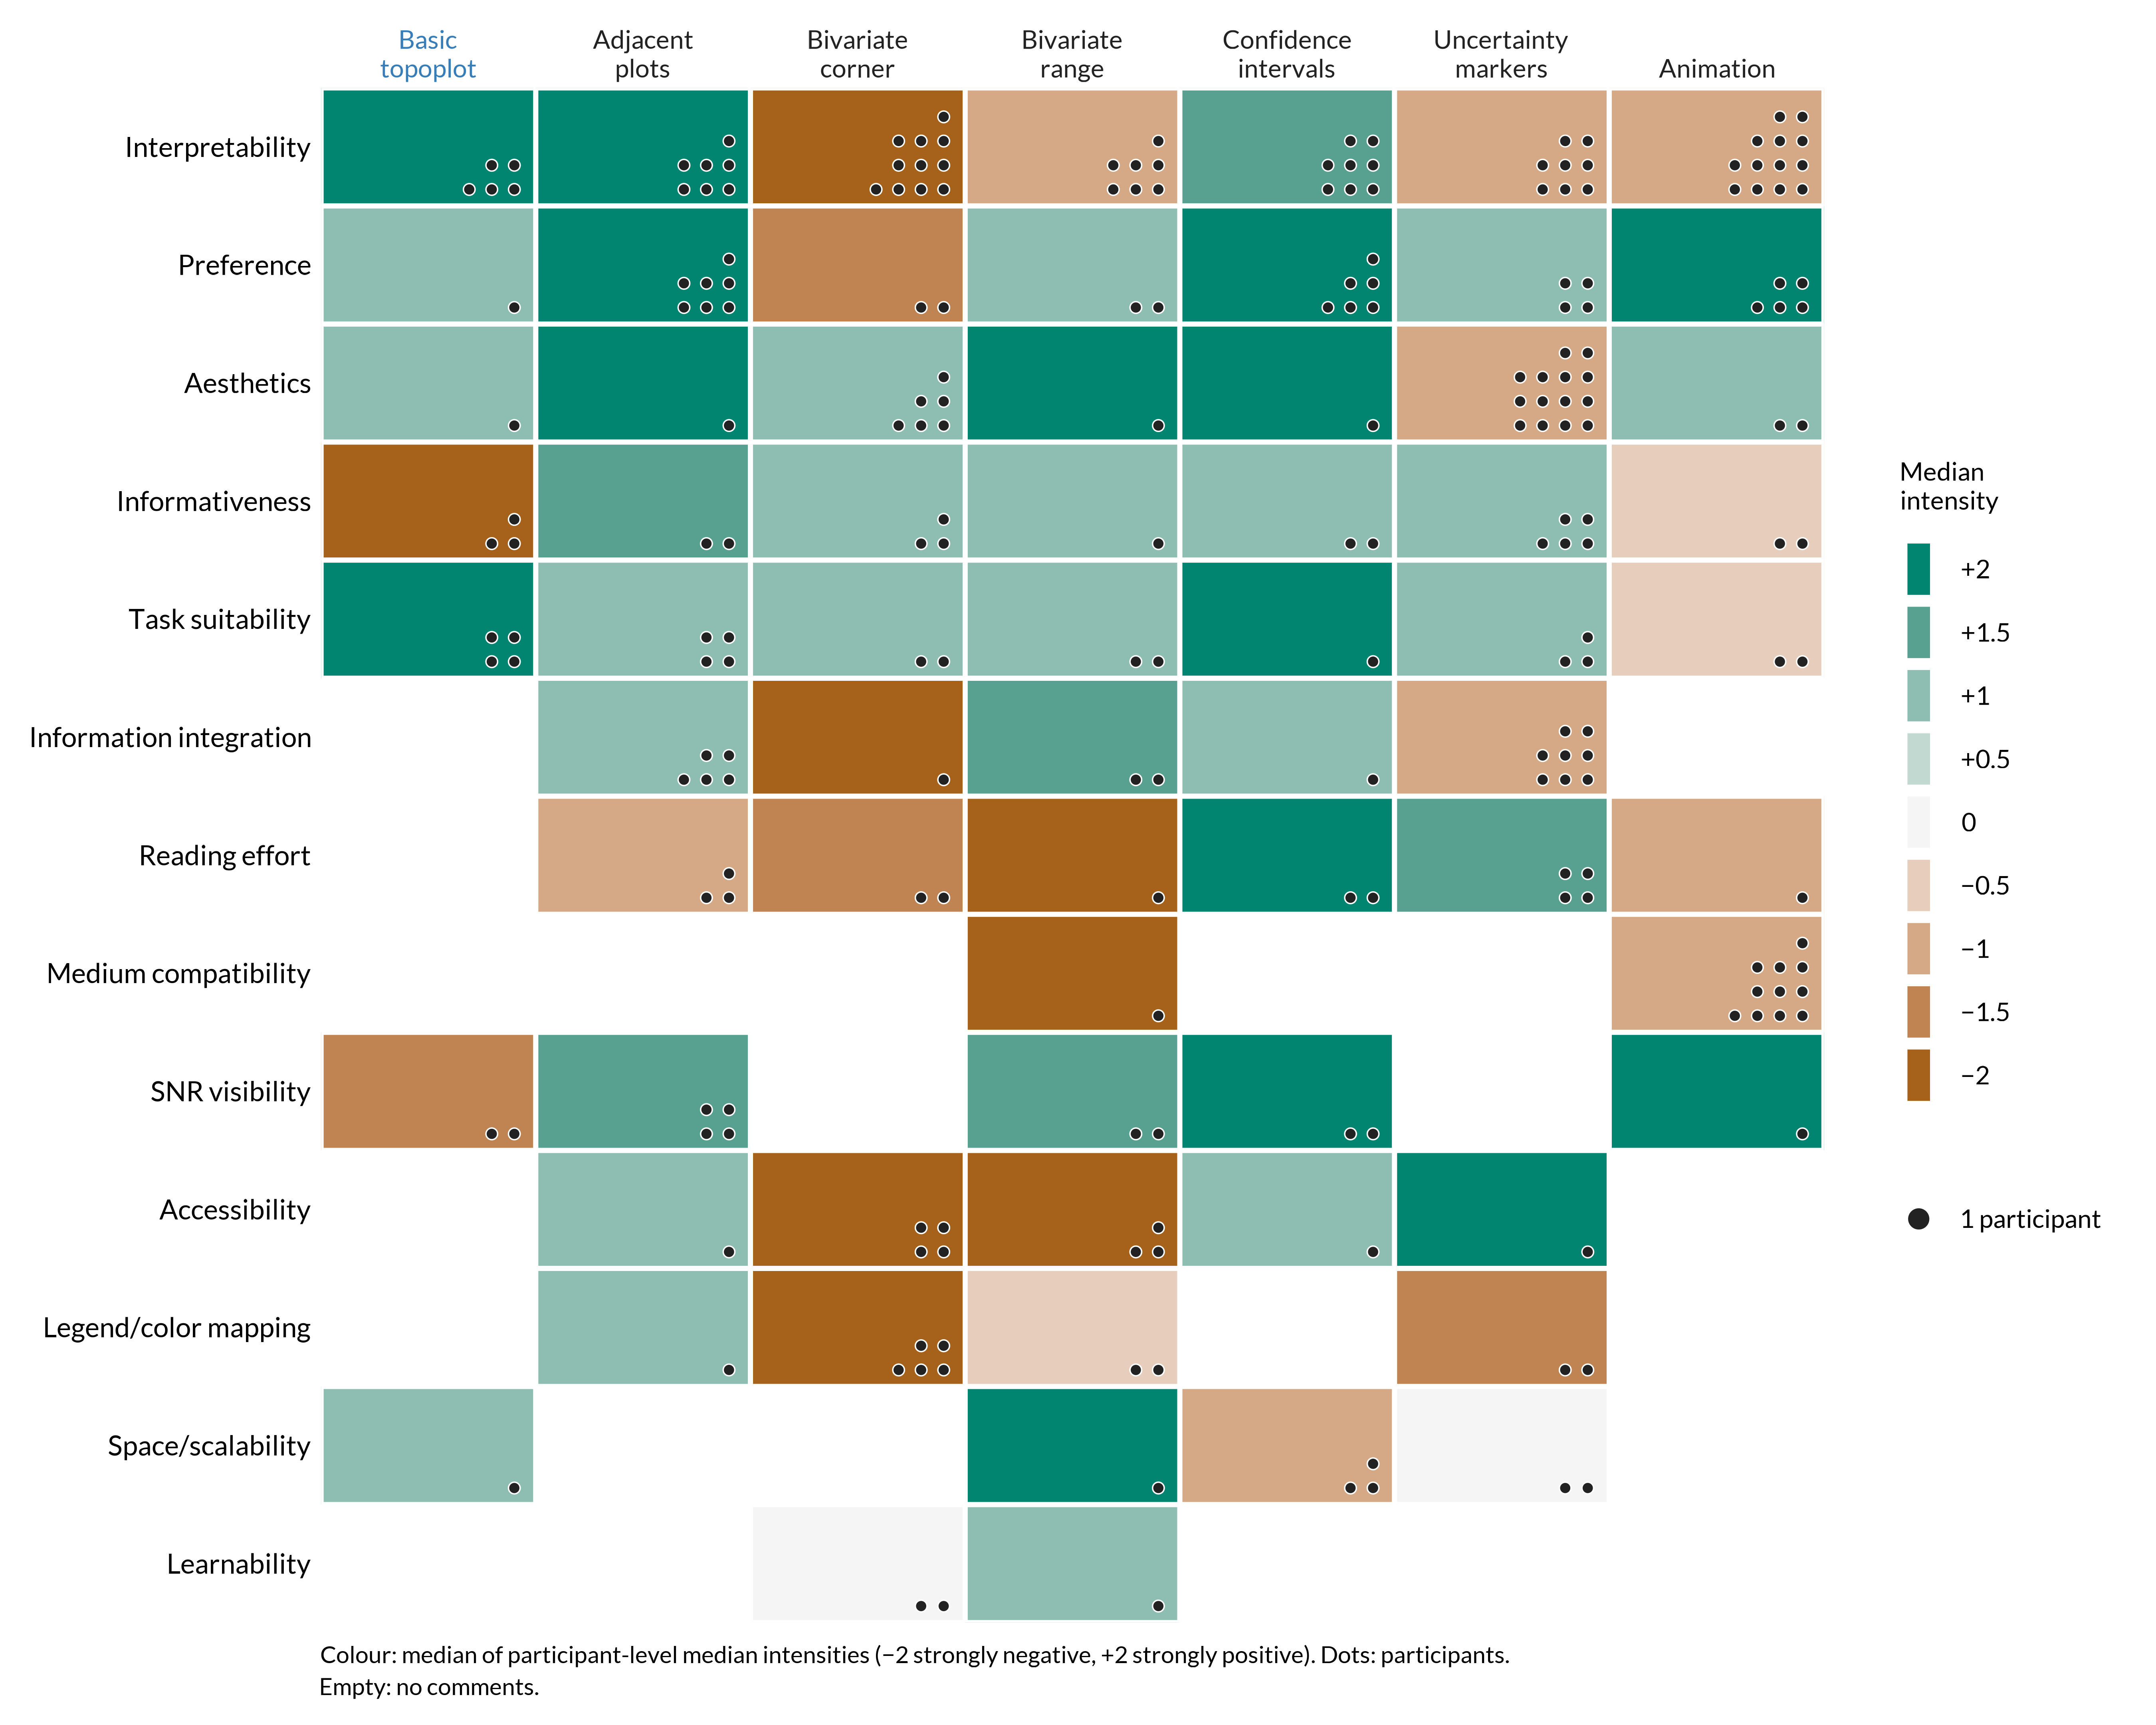 Basic
topoplot
Adjacent
plots
Bivariate
corner
Bivariate
range
Confidence
intervals
Uncertainty
markers
Animation
Interpretability
Preference
Aesthetics
Informativeness
Task suitability
Information integration
Reading effort
Medium compatibility
SNR visibility
Accessibility
Legend/color mapping
Space/scalability
Learnability
Median
intensity
+2
+1.5
+1
+0.5
0
−0.5
−1
−1.5
−2
1 participant
Colour: median of participant-level median intensities (−2 strongly negative, +2 strongly positive). Dots: participants.
Empty: no comments.